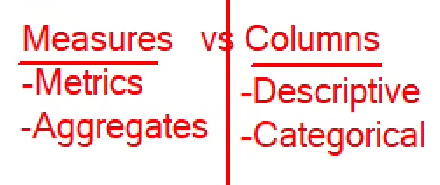 Measures vs Columns
-Metrics
-Aggregates
-Descriptive
-Categorical